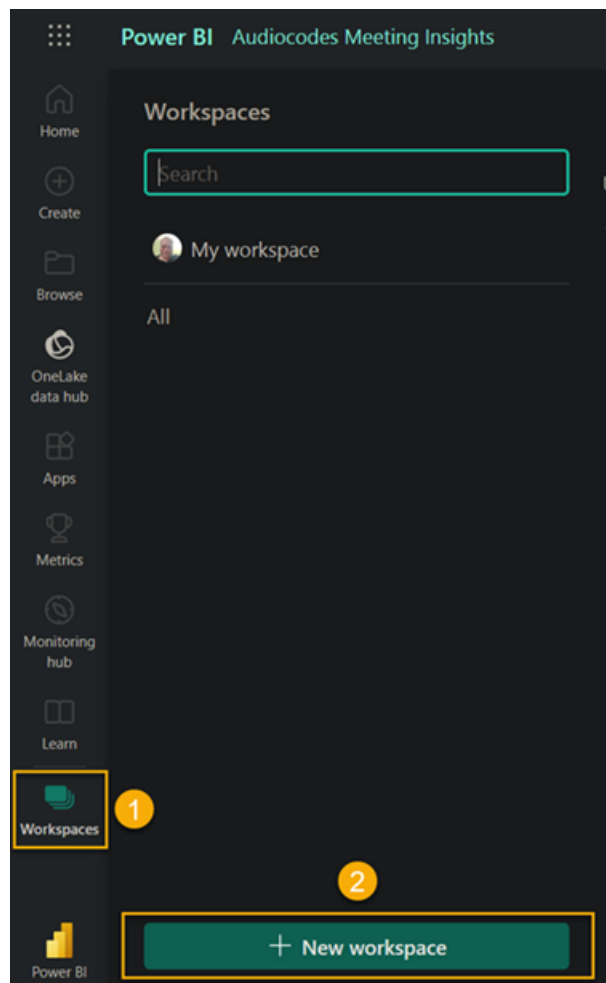 Power BI Audiocodes Meeting Insights
Home
Create
Browse
OneLake
data hub
Apps
Metrics
Monitoring
hub
Learn
Workspaces
Power BI
Workspaces
Search
My workspace
All
1
2
New workspace